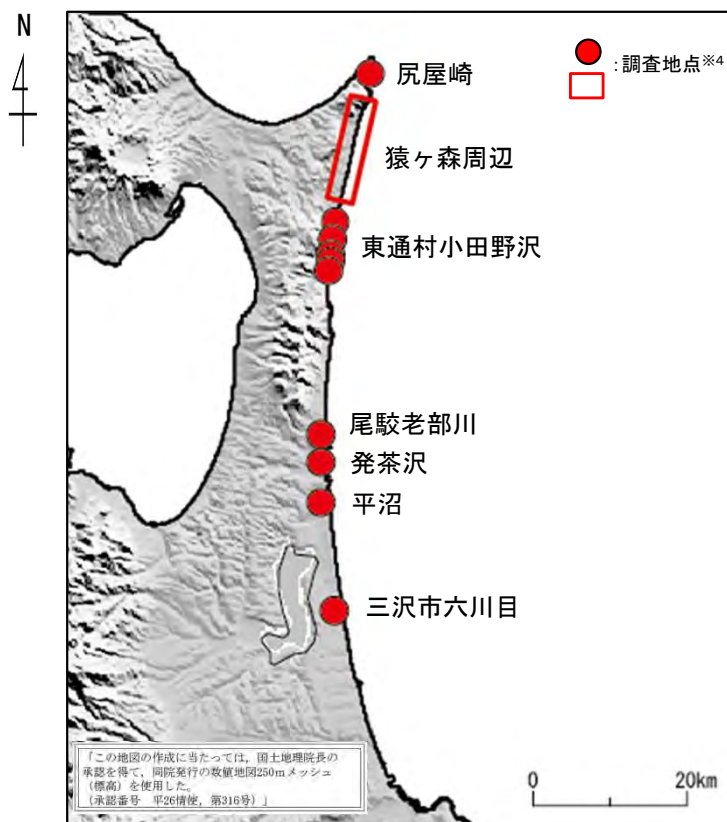 N
:調査地点※4
尻屋崎
猿ヶ森周辺
東通村小田野沢
尾駮老部川
発茶沢
平沼
三沢市六川目
「この地図の作成に当たっては，国土地理院長の
承認を得て，同院発行の数値地図250mメッシュ
（標高）を使用した。
（承認番号　平26情使，第316号）」
0 20km